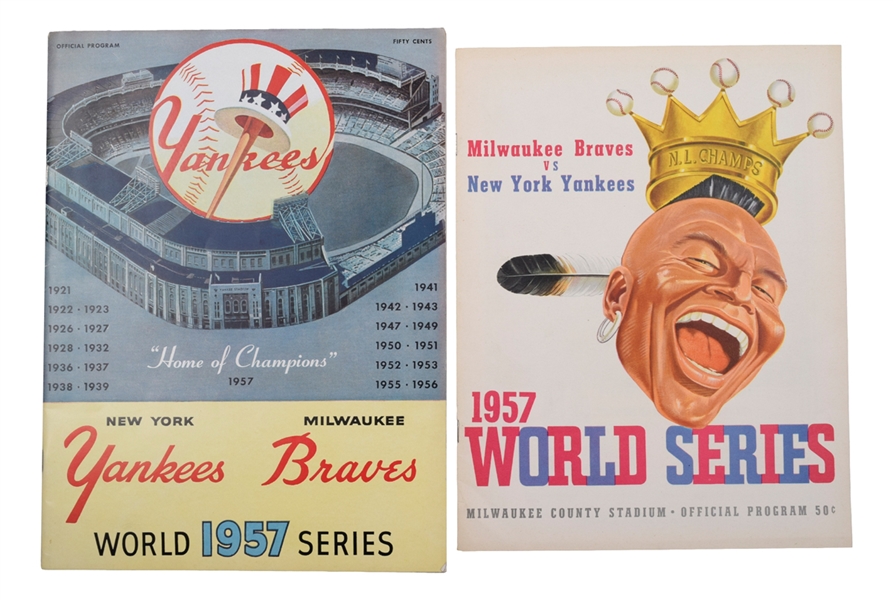 OFFICIAL PROGRAM
FIFTY CENTS
Yankees
1921
1922 · 1923
1926 · 1927
1928 · 1932
1936 · 1937
1938 · 1939
1941
1942 · 1943
1947 · 1949
1950 · 1951
1952 · 1953
1955 · 1956
"Home of Champions"
1957
NEW YORK
Yankees
MILWAUKEE
Braves
WORLD 1957 SERIES
N.L. CHAMPS
Milwaukee Braves
VS
New York Yankees
1957
WORLD SERIES
MILWAUKEE COUNTY STADIUM • OFFICIAL PROGRAM 50¢